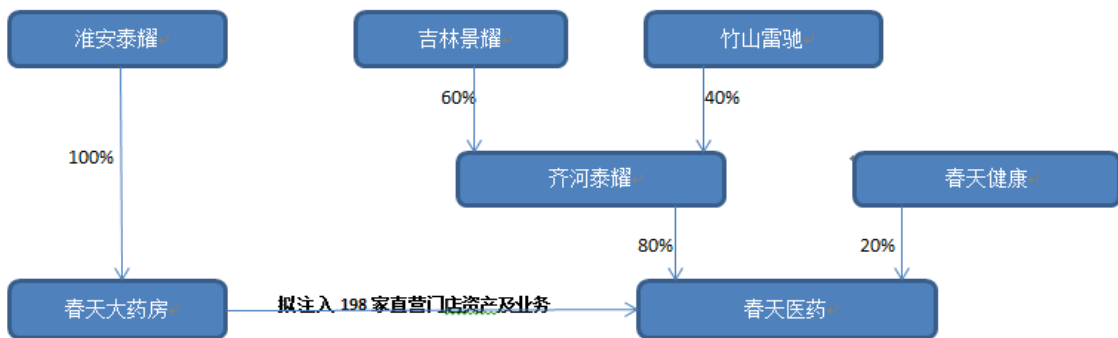 淮安泰耀
吉林景耀
竹山雷驰
60%
40%
100%
齐河泰耀
春天健康
80%
20%
春天大药房
拟注入 198 家直营门店资产及业务
春天医药